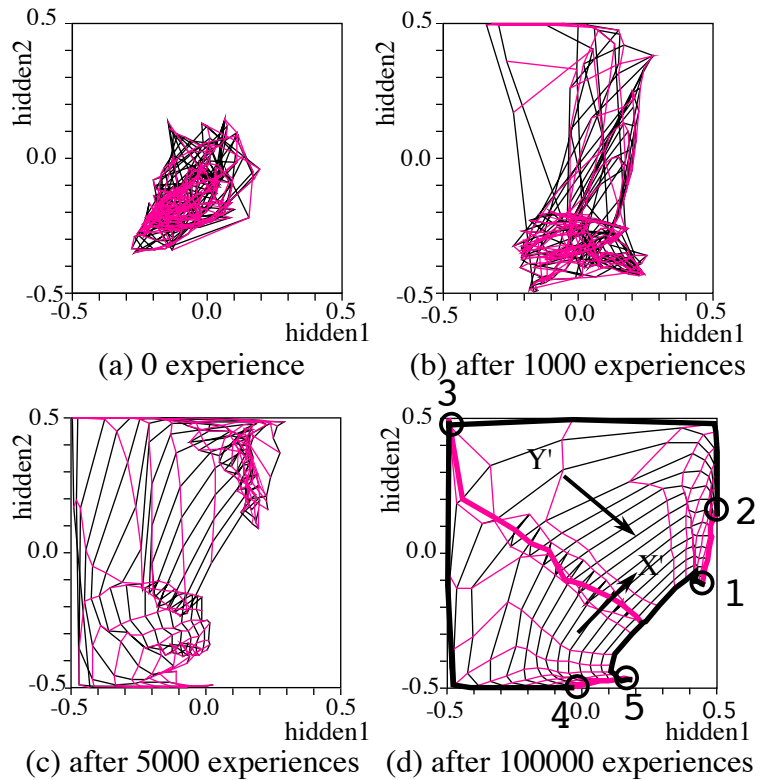 0.5
hidden2
0.0
-0.5
-0.5 0.0 0.5
hidden1
(a) 0 experience
0.5
hidden2
0.0
-0.5
-0.5 0.0 0.5
hidden1
(b) after 1000 experiences
0.5
hidden2
0.0
-0.5
-0.5 0.0 0.5
hidden1
(c) after 5000 experiences
3
0.5
hidden2
Y'
2
0.0
X'
1
-0.5
4 5
-0.5 0.0 0.5
hidden1
(d) after 100000 experiences